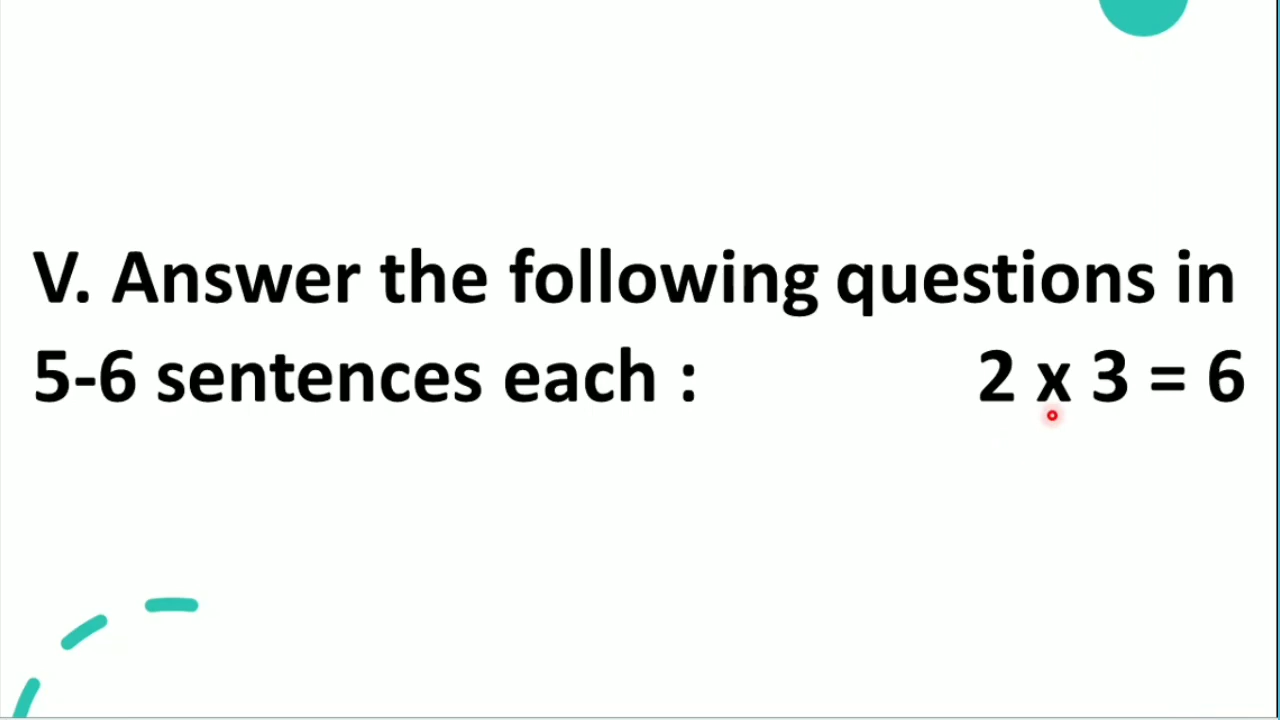 V. Answer the following questions in
5-6 sentences each : 2 x 3 = 6